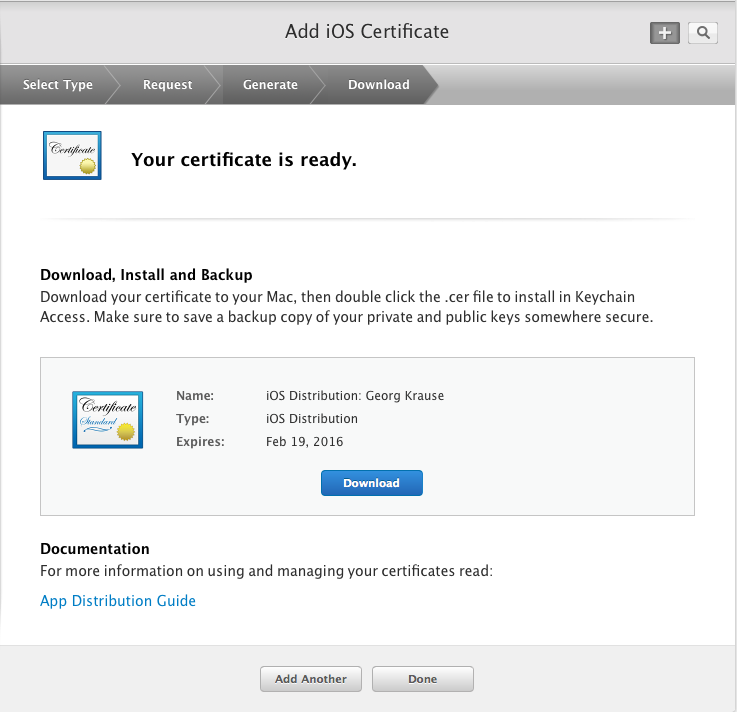 Add iOS Certificate
Select Type Request Generate Download
Certificate
Your certificate is ready.
Download, Install and Backup
Download your certificate to your Mac, then double click the .cer file to install in Keychain
Access. Make sure to save a backup copy of your private and public keys somewhere secure.
Certificate
Standard
Name: iOS Distribution: Georg Krause
Type: iOS Distribution
Expires: Feb 19, 2016
Download
Documentation
For more information on using and managing your certificates read:
App Distribution Guide
Add Another Done